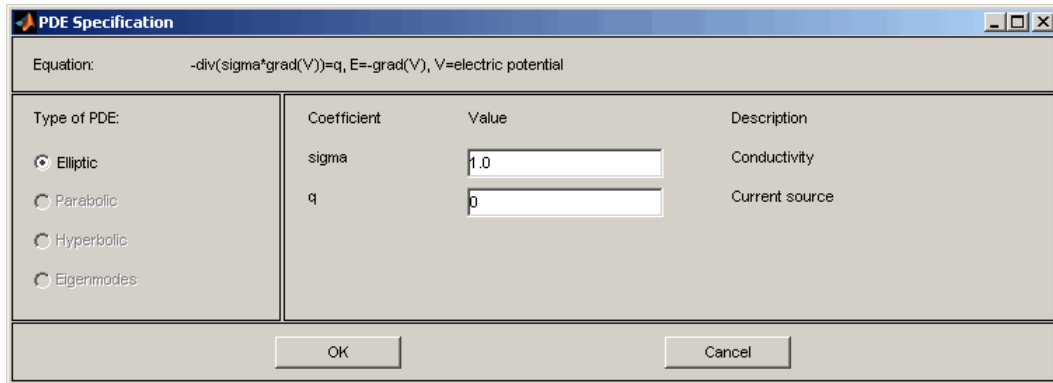 PDE Specification
Equation: -div(sigma*grad(V))=q, E=-grad(V), V=electric potential
Type of PDE:
Elliptic
Parabolic
Hyperbolic
Eigenmodes
Coefficient Value Description
sigma 1.0 Conductivity
q 0 Current source
OK Cancel